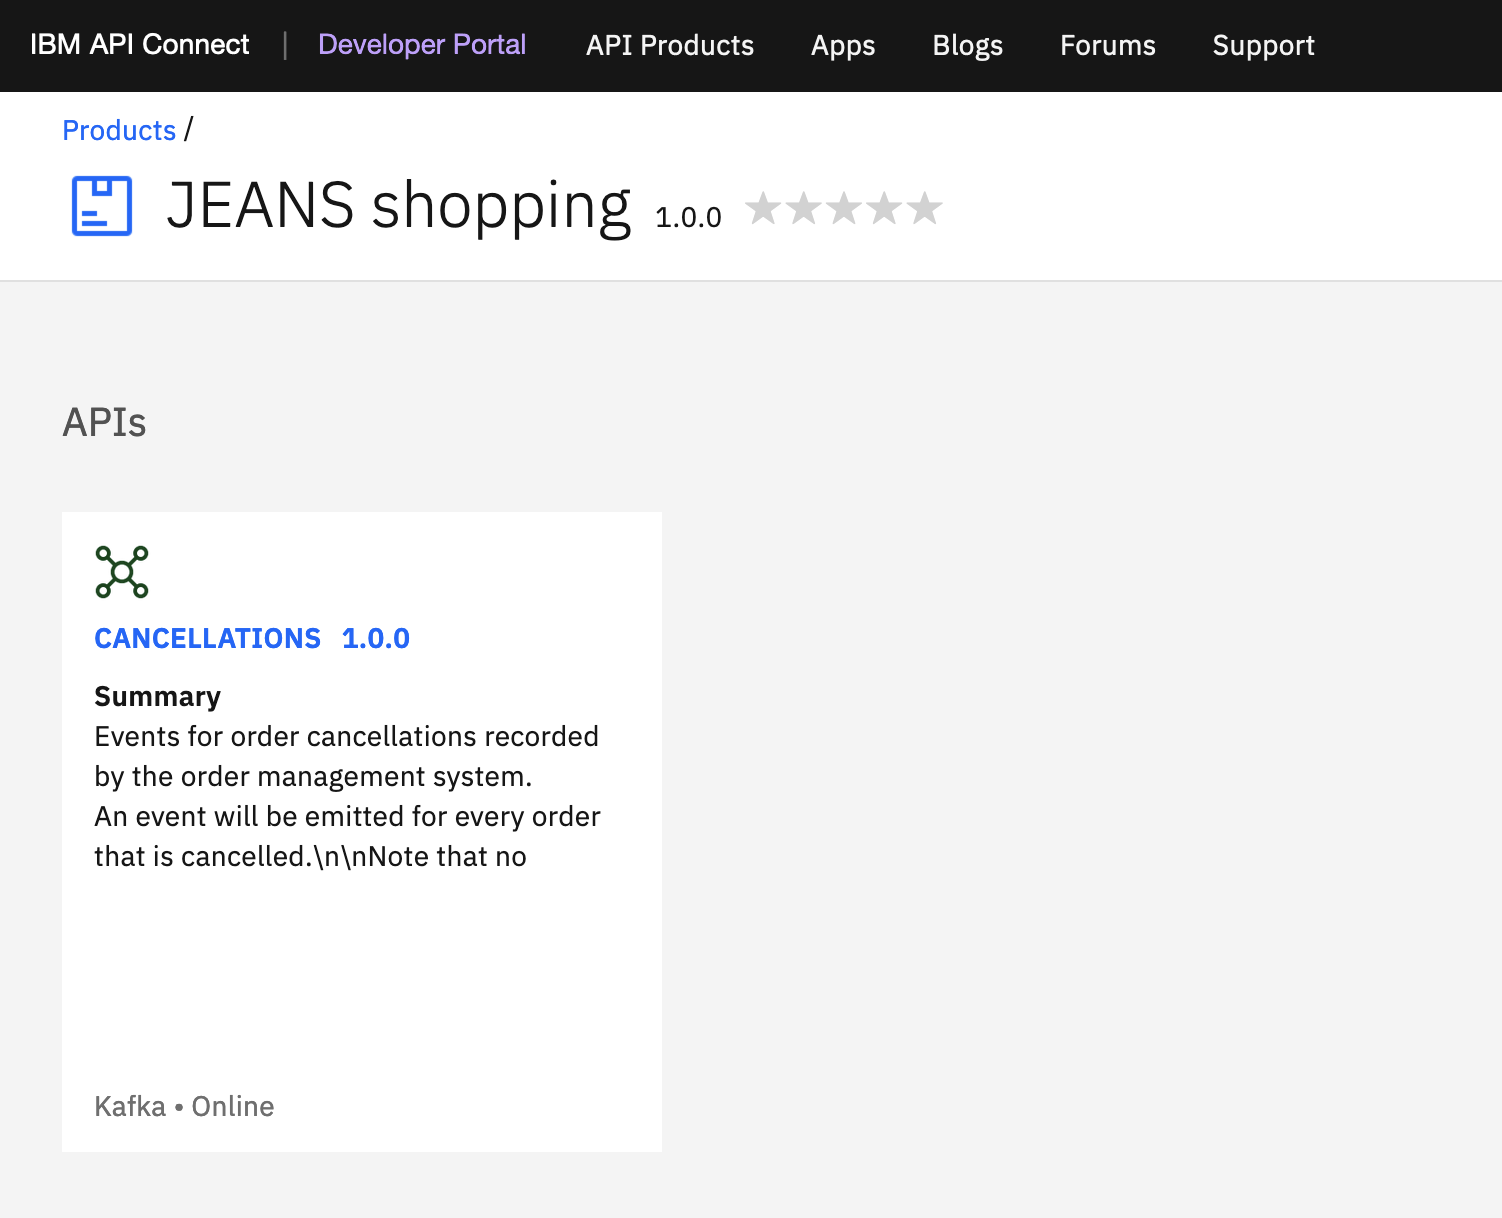 IBM API Connect | Developer Portal API Products Apps Blogs Forums Support
Products /
JEANS shopping 1.0.0
APIs
CANCELLATIONS 1.0.0
Summary
Events for order cancellations recorded
by the order management system.
An event will be emitted for every order
that is cancelled.\n\nNote that no
Kafka • Online